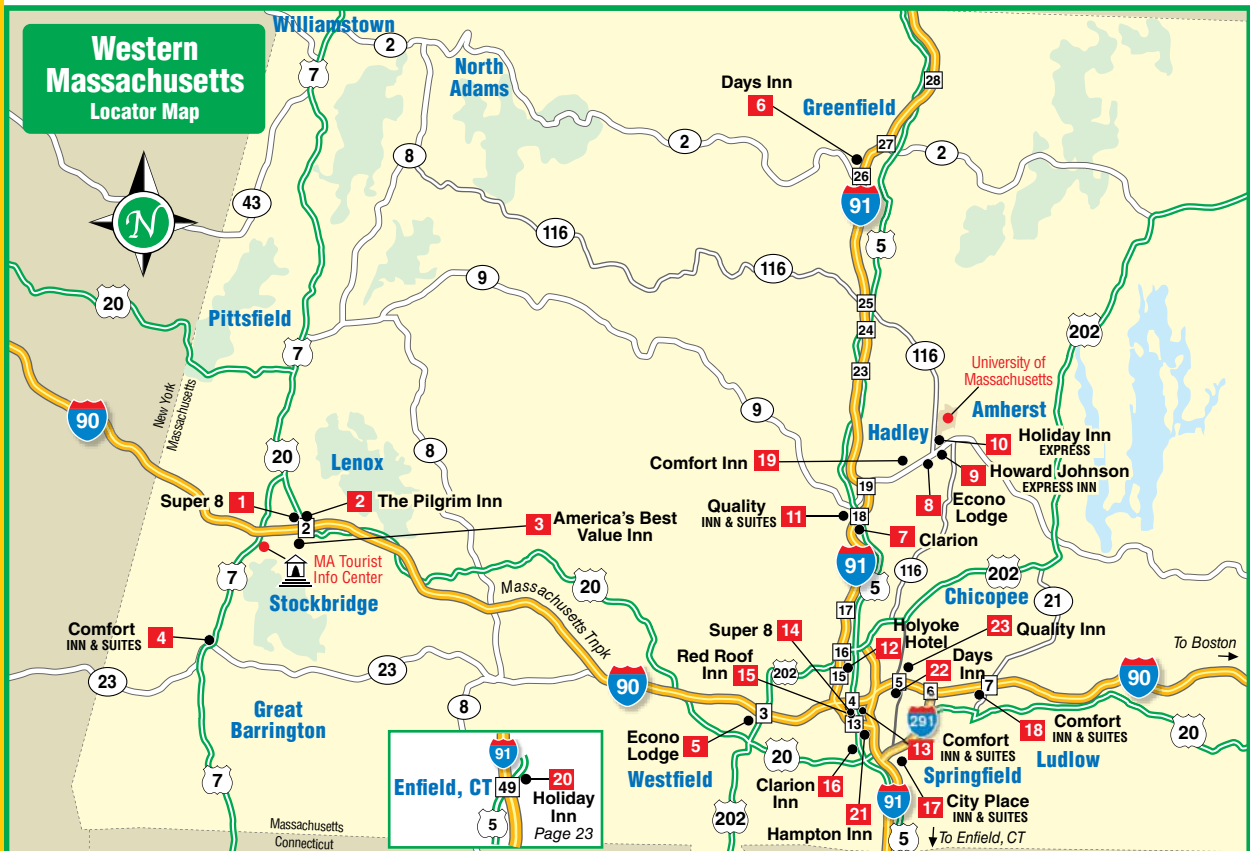 Western
Massachusetts
Locator Map
N
Williamstown
2
7
North
Adams
8
43
116
2
Days Inn
6
Greenfield
28
27
26
2
91
5
116
9
25
24
23
20
Pittsfield
7
202
116
University of
Massachusetts
Amherst
Hadley
10
Holiday Inn
EXPRESS
9
Howard Johnson
EXPRESS INN
8
Econo
Lodge
Comfort Inn
19
19
9
90
New York
Massachusetts
20
Lenox
8
Super 8
1
2
The Pilgrim Inn
2
3
America's Best
Value Inn
MA Tourist
Info Center
Stockbridge
Quality
INN & SUITES
11
18
7
Clarion
91
5
116
202
Chicopee
21
7
Massachusetts Tnpk
20
17
Comfort
INN & SUITES
4
23
23
Super 8
14
Holyoke
Hotel
12
23
Quality Inn
Red Roof
Inn
15
16
15
202
22
Days
Inn
5
6
7
To Boston
90
90
8
Great
Barrington
3
4
13
291
Econo
Lodge
5
Westfield
20
13
Comfort
INN & SUITES
18
Comfort
INN & SUITES
Ludlow
20
Springfield
Clarion
Inn
16
21
Hampton Inn
91
17
City Place
INN & SUITES
202
5
To Enfield, CT
7
Massachusetts
Connecticut
91
Enfield, CT
49
20
Holiday
Inn
Page 23
5